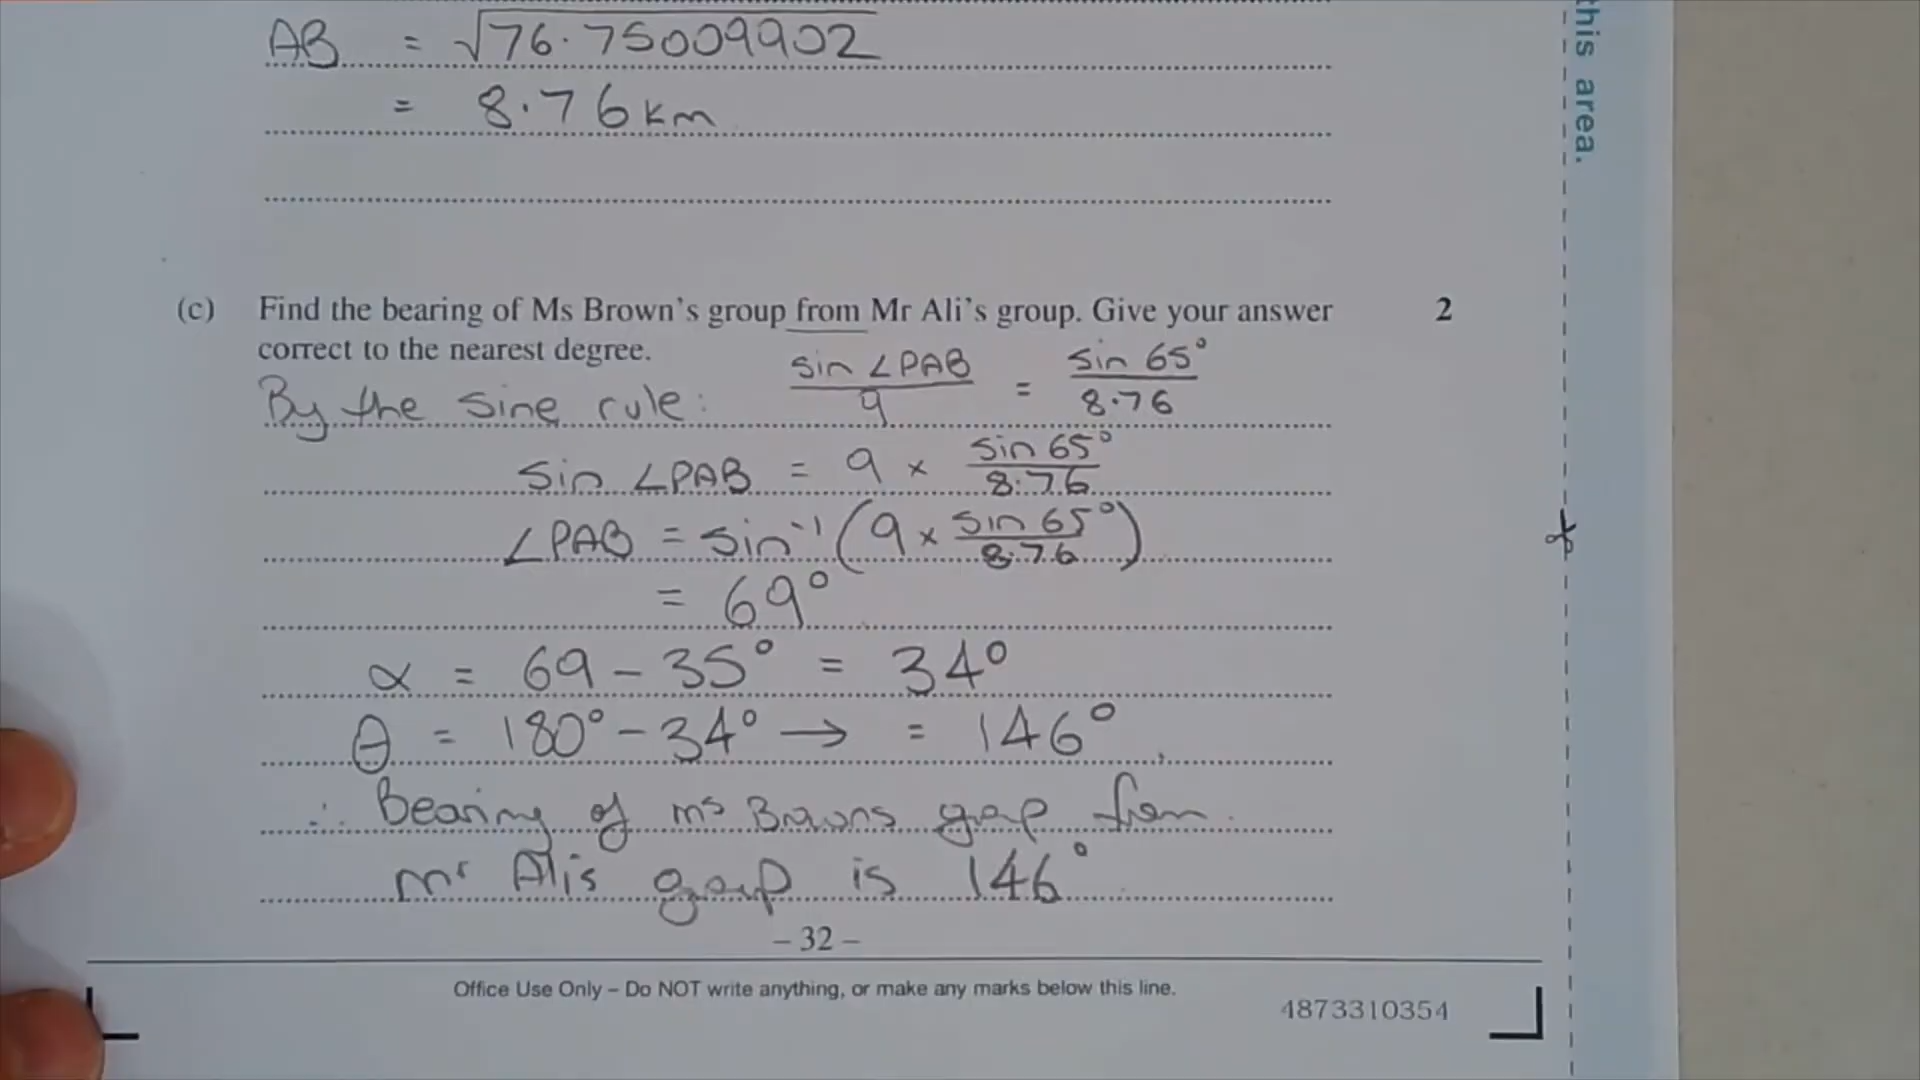 AB = √76.75009902
= 8.76 km
this area.
(c) Find the bearing of Ms Brown's group from Mr Ali's group. Give your answer 2
correct to the nearest degree.
By the sine rule: sin ∠PAB / 9 = sin 65° / 8.76
sin ∠PAB = 9 × sin 65° / 8.76
∠PAB = sin⁻¹ (9 × sin 65° / 8.76)
= 69°
α = 69 − 35° = 34°
θ = 180° − 34° → = 146°
∴ Bearing of Ms Browns group from
Mr Alis group is 146°
– 32 –
Office Use Only – Do NOT write anything, or make any marks below this line.
4873310354